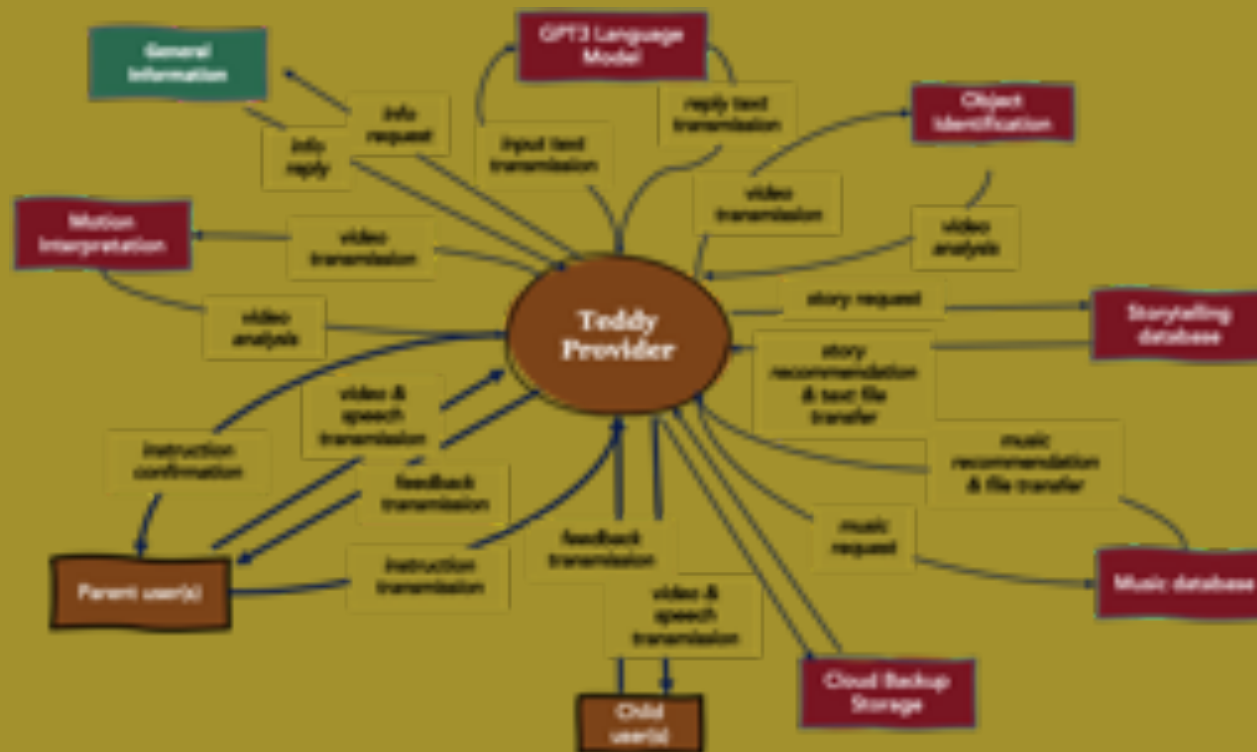 General
Information
GPT3 Language
Model
Object
Identification
info
request
reply text
transmission
info
reply
input text
transmission
video
transmission
Motion
Interpretation
video
transmission
video
analysis
video
analysis
story request
Storytelling
database
Teddy
Provider
story
recommendation
& text file
transfer
video &
speech
transmission
instruction
confirmation
music
recommendation
& file transfer
feedback
transmission
music
request
feedback
transmission
instruction
transmission
Parent user(s)
Music database
video &
speech
transmission
Cloud Backup
Storage
Child
user(s)